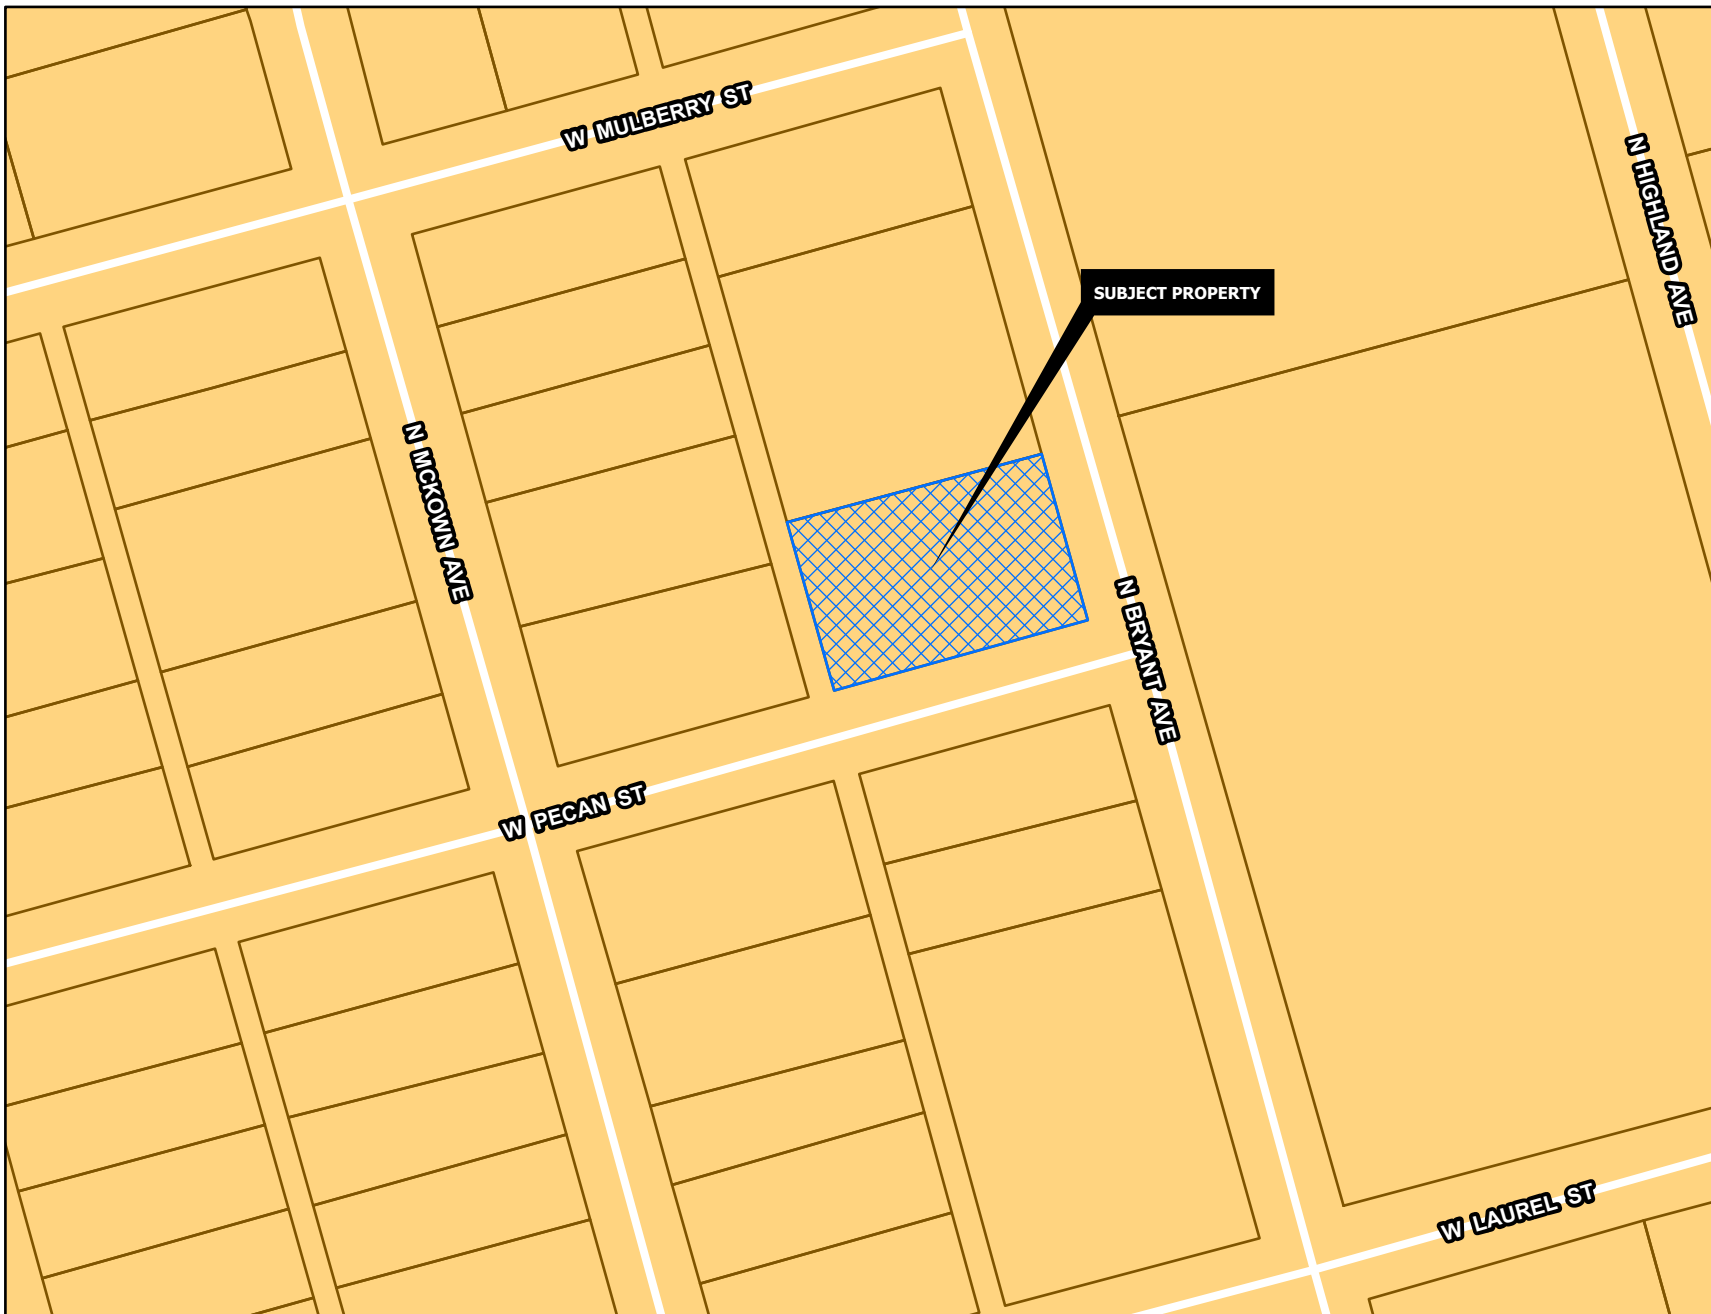 W MULBERRY ST
N HIGHLAND AVE
SUBJECT PROPERTY
N MCKOWN AVE
N BRYANT AVE
W PECAN ST
W LAUREL ST